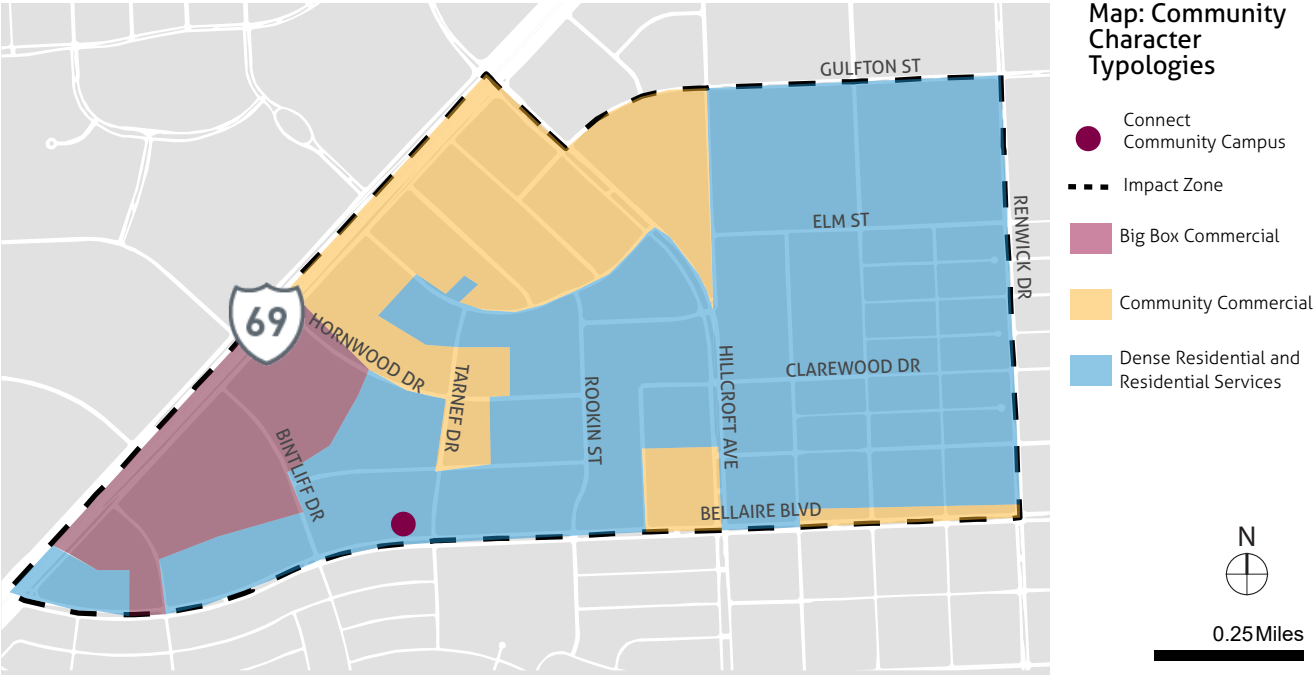 Map: Community
Character
Typologies
Connect
Community Campus
Impact Zone
Big Box Commercial
Community Commercial
Dense Residential and
Residential Services
N
0.25 Miles
GULFTON ST
ELM ST
RENWICK DR
69
HORNWOOD DR
TARNEF DR
ROOKIN ST
HILLCROFT AVE
CLAREWOOD DR
BINTLIFF DR
BELLAIRE BLVD